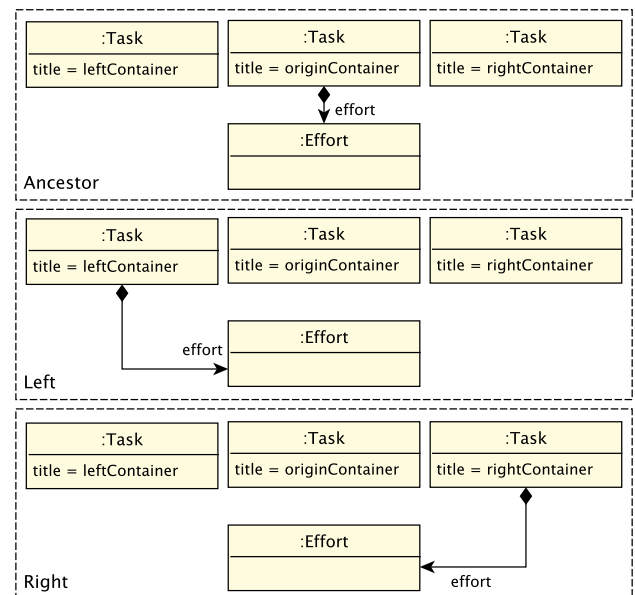 :Task :Task :Task
title = leftContainer title = originContainer title = rightContainer
effort
:Effort
Ancestor
:Task :Task :Task
title = leftContainer title = originContainer title = rightContainer
:Effort
effort
Left
:Task :Task :Task
title = leftContainer title = originContainer title = rightContainer
:Effort
effort
Right